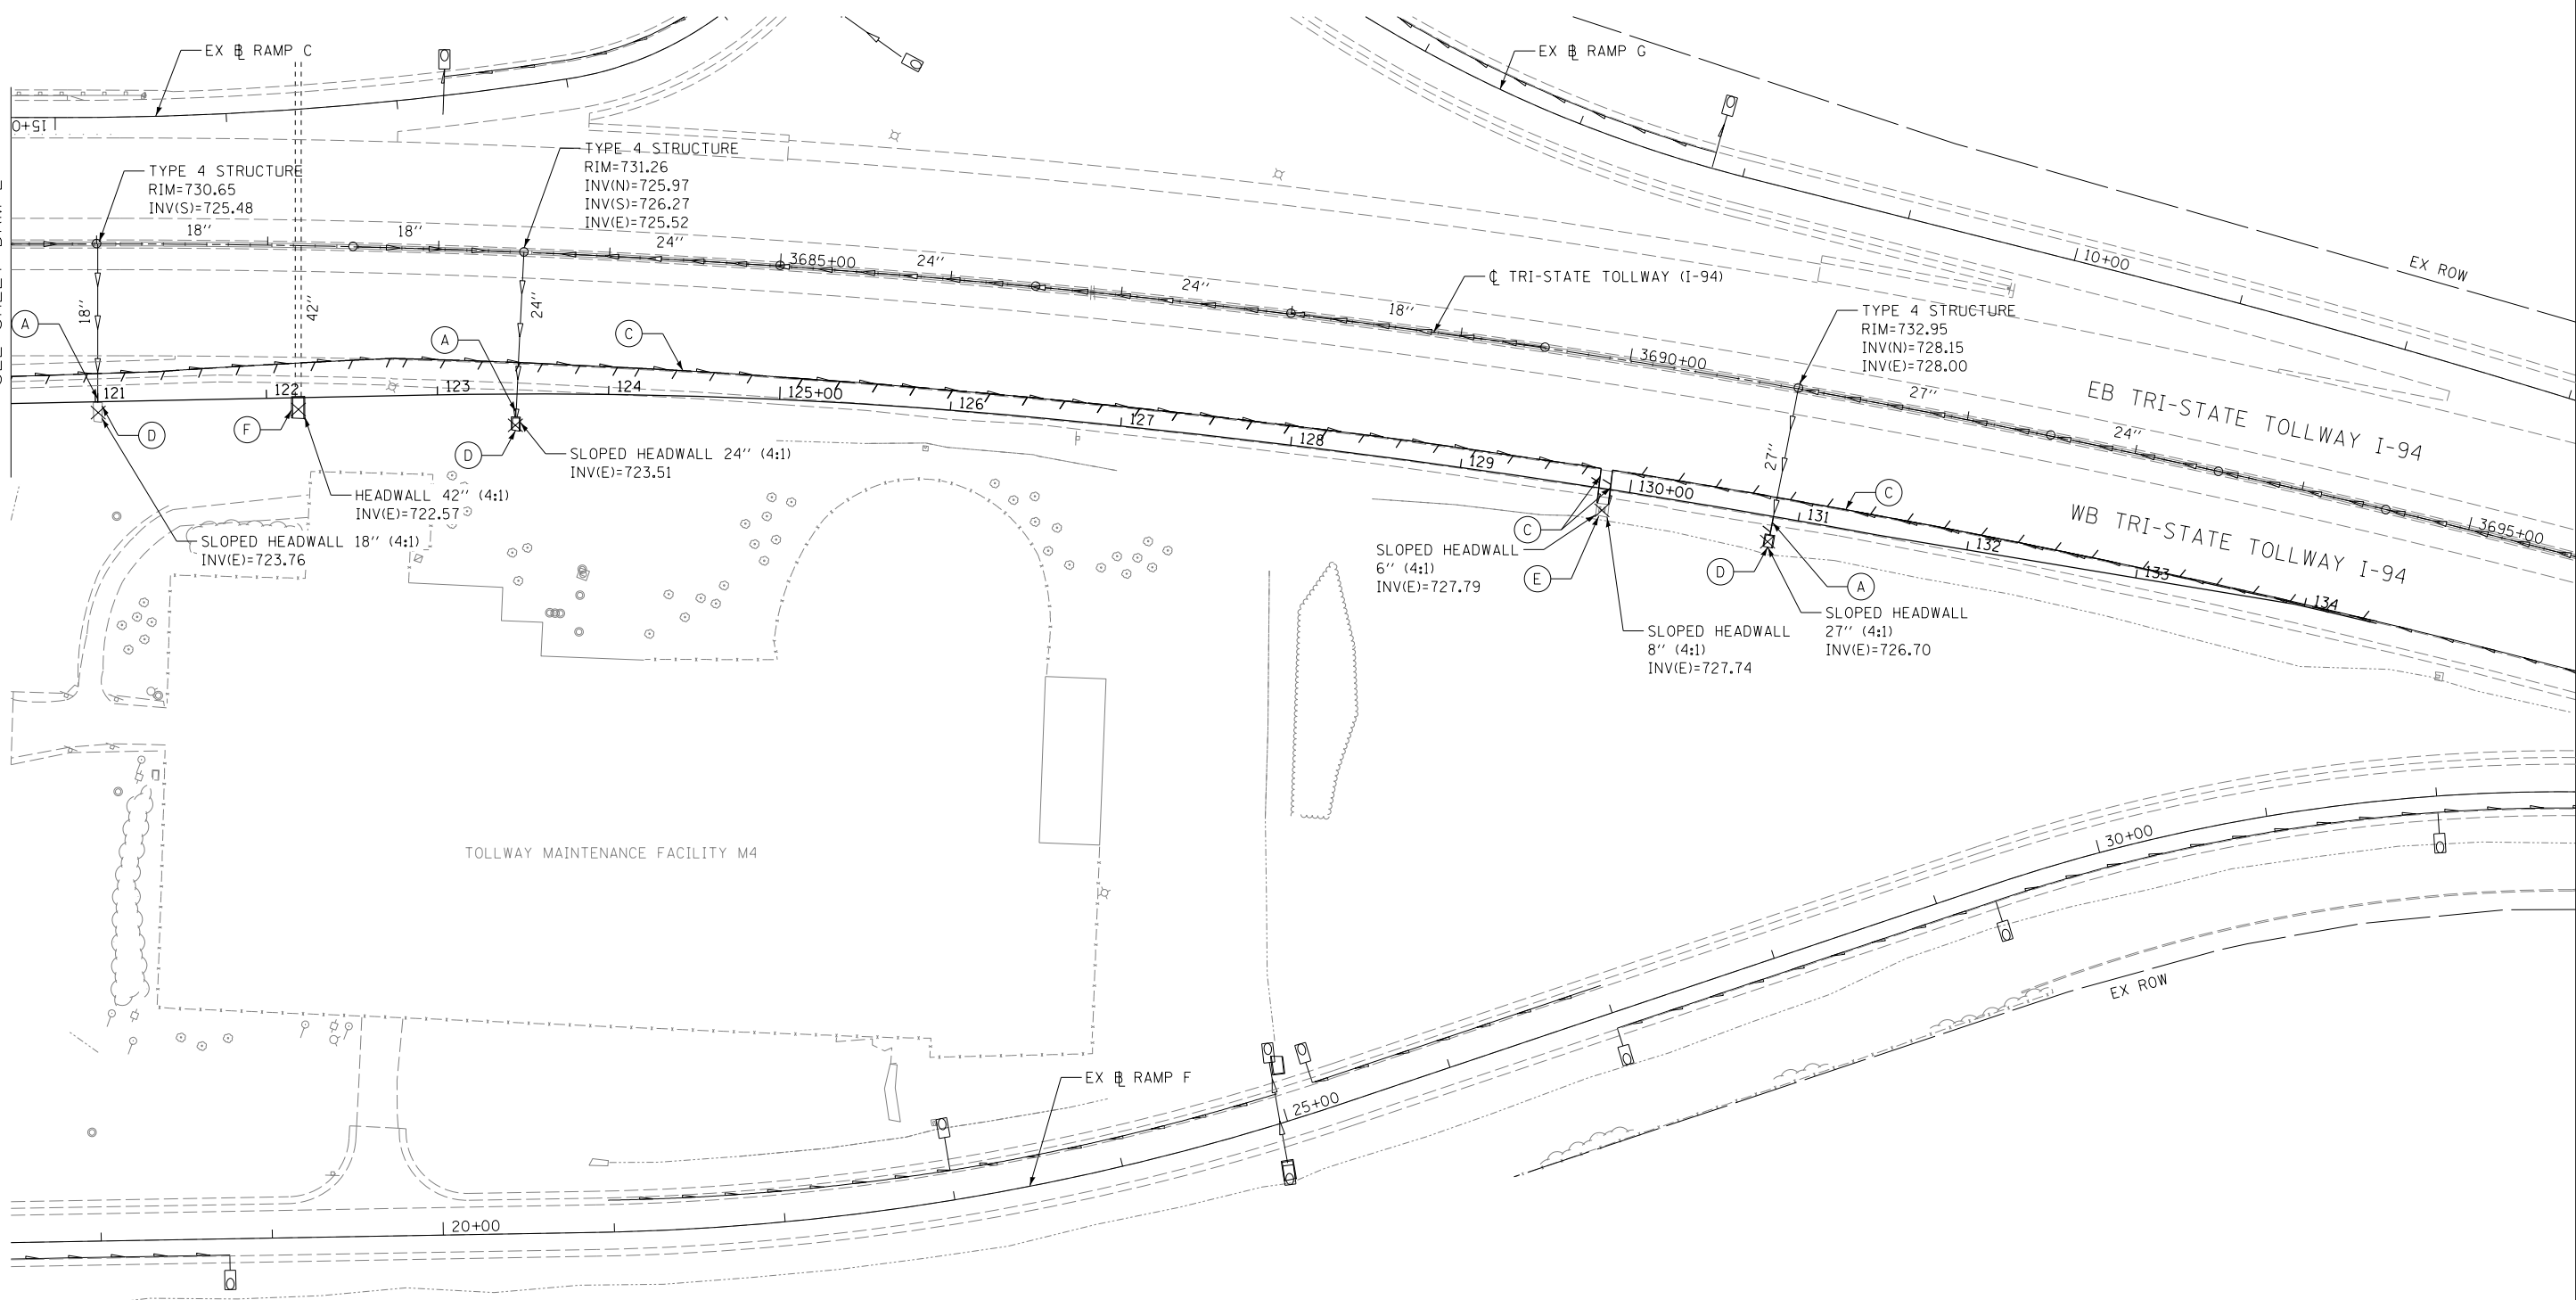 EX BL RAMP C
EX BL RAMP G
15+0
TYPE 4 STRUCTURE
RIM=730.65
INV(S)=725.48
TYPE 4 STRUCTURE
RIM=731.26
INV(N)=725.97
INV(S)=726.27
INV(E)=725.52
10+00
EX ROW
18"
18"
24"
3685+00
24"
24"
18"
CL TRI-STATE TOLLWAY (I-94)
3690+00
TYPE 4 STRUCTURE
RIM=732.95
INV(N)=728.15
INV(E)=728.00
18"
42"
24"
27"
27"
24"
EB TRI-STATE TOLLWAY I-94
WB TRI-STATE TOLLWAY I-94
3695+00
A
A
C
C
121
122
123
124
125+00
126
127
128
129
130+00
131
132
133
134
D
F
D
C
E
D
A
SLOPED HEADWALL 24" (4:1)
INV(E)=723.51
HEADWALL 42" (4:1)
INV(E)=722.57
SLOPED HEADWALL 18" (4:1)
INV(E)=723.76
SLOPED HEADWALL
6" (4:1)
INV(E)=727.79
SLOPED HEADWALL
8" (4:1)
INV(E)=727.74
SLOPED HEADWALL
27" (4:1)
INV(E)=726.70
TOLLWAY MAINTENANCE FACILITY M4
30+00
EX ROW
EX BL RAMP F
25+00
20+00